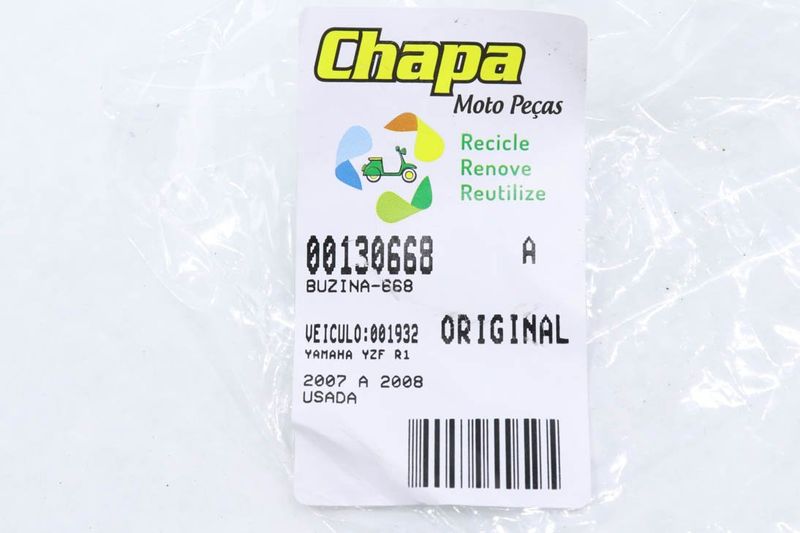 Chapa
Moto Peças
Recicle
Renove
Reutilize
00130668 A
BUZINA-668
VEICULO:001932 ORIGINAL
YAMAHA YZF R1
2007 A 2008
USADA